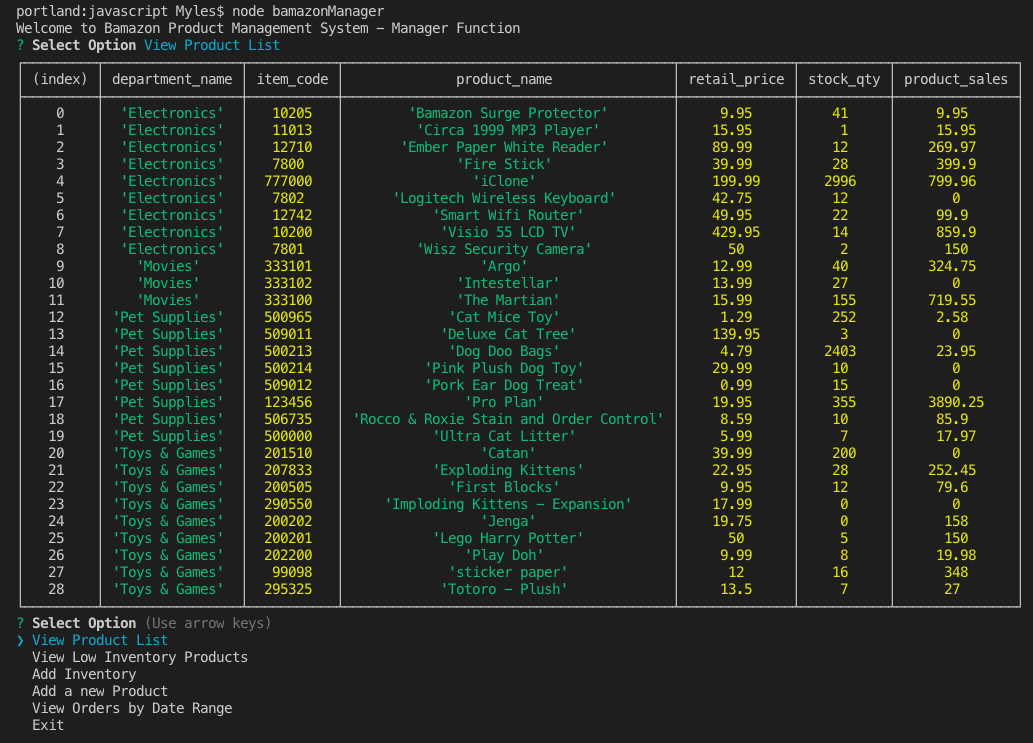 portland:javascript Myles$ node bamazonManager
Welcome to Bamazon Product Management System – Manager Function
? Select Option View Product List
(index) department_name item_code product_name retail_price stock_qty product_sales
0 'Electronics' 10205 'Bamazon Surge Protector' 9.95 41 9.95
1 'Electronics' 11013 'Circa 1999 MP3 Player' 15.95 1 15.95
2 'Electronics' 12710 'Ember Paper White Reader' 89.99 12 269.97
3 'Electronics' 7800 'Fire Stick' 39.99 28 399.9
4 'Electronics' 777000 'iClone' 199.99 2996 799.96
5 'Electronics' 7802 'Logitech Wireless Keyboard' 42.75 12 0
6 'Electronics' 12742 'Smart Wifi Router' 49.95 22 99.9
7 'Electronics' 10200 'Visio 55 LCD TV' 429.95 14 859.9
8 'Electronics' 7801 'Wisz Security Camera' 50 2 150
9 'Movies' 333101 'Argo' 12.99 40 324.75
10 'Movies' 333102 'Intestellar' 13.99 27 0
11 'Movies' 333100 'The Martian' 15.99 155 719.55
12 'Pet Supplies' 500965 'Cat Mice Toy' 1.29 252 2.58
13 'Pet Supplies' 509011 'Deluxe Cat Tree' 139.95 3 0
14 'Pet Supplies' 500213 'Dog Doo Bags' 4.79 2403 23.95
15 'Pet Supplies' 500214 'Pink Plush Dog Toy' 29.99 10 0
16 'Pet Supplies' 509012 'Pork Ear Dog Treat' 0.99 15 0
17 'Pet Supplies' 123456 'Pro Plan' 19.95 355 3890.25
18 'Pet Supplies' 506735 'Rocco & Roxie Stain and Order Control' 8.59 10 85.9
19 'Pet Supplies' 500000 'Ultra Cat Litter' 5.99 7 17.97
20 'Toys & Games' 201510 'Catan' 39.99 200 0
21 'Toys & Games' 207833 'Exploding Kittens' 22.95 28 252.45
22 'Toys & Games' 200505 'First Blocks' 9.95 12 79.6
23 'Toys & Games' 290550 'Imploding Kittens – Expansion' 17.99 0 0
24 'Toys & Games' 200202 'Jenga' 19.75 0 158
25 'Toys & Games' 200201 'Lego Harry Potter' 50 5 150
26 'Toys & Games' 202200 'Play Doh' 9.99 8 19.98
27 'Toys & Games' 99098 'sticker paper' 12 16 348
28 'Toys & Games' 295325 'Totoro – Plush' 13.5 7 27
? Select Option (Use arrow keys)
❯ View Product List
View Low Inventory Products
Add Inventory
Add a new Product
View Orders by Date Range
Exit